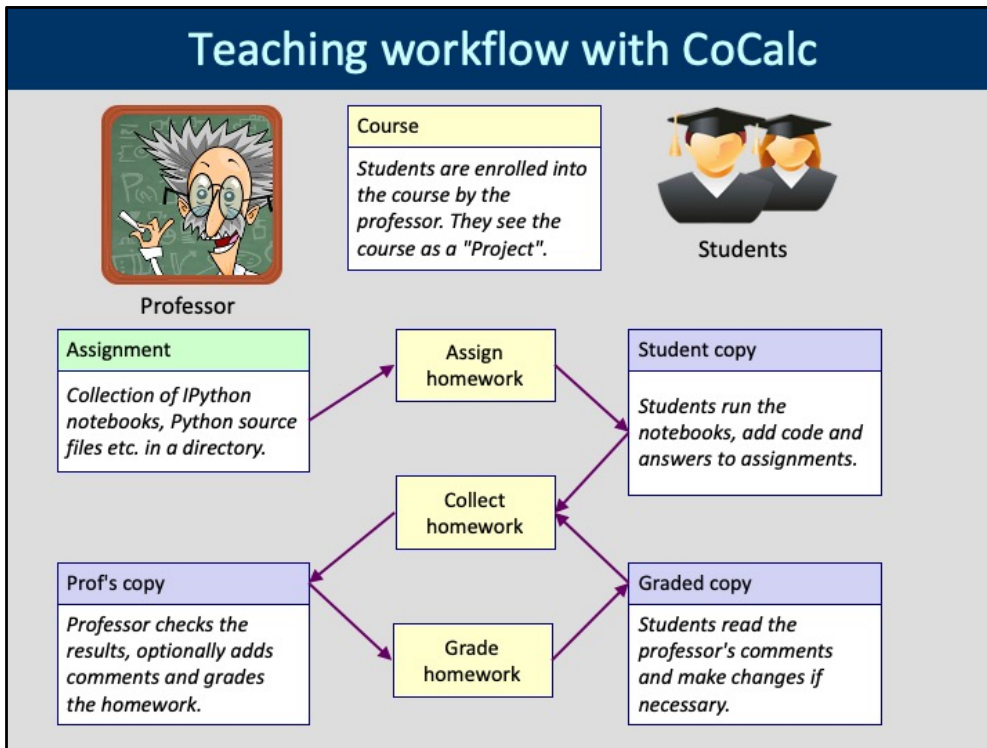 Teaching workflow with CoCalc
Course
Students are enrolled into
the course by the
professor. They see the
course as a "Project".
Professor
Students
Assignment
Collection of IPython
notebooks, Python source
files etc. in a directory.
Assign
homework
Student copy
Students run the
notebooks, add code and
answers to assignments.
Collect
homework
Prof's copy
Professor checks the
results, optionally adds
comments and grades
the homework.
Grade
homework
Graded copy
Students read the
professor's comments
and make changes if
necessary.